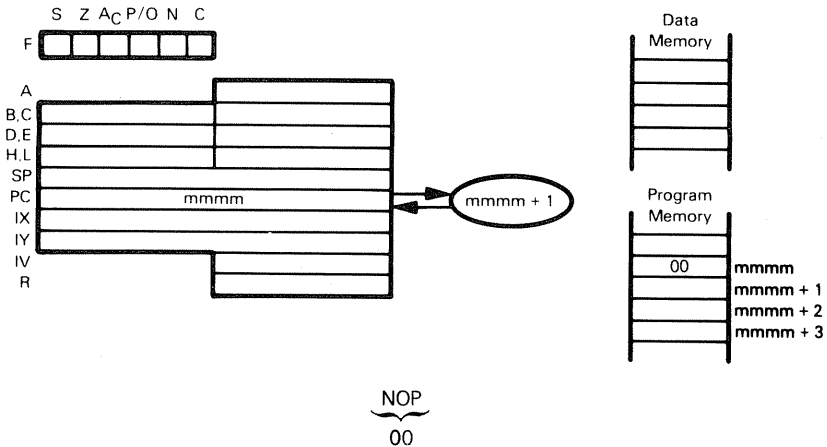 S Z AC P/O N C
F
A
B,C
D,E
H,L
SP
PC mmmm
IX
IY
IV
R
mmmm + 1
Data
Memory
Program
Memory
00 mmmm
mmmm + 1
mmmm + 2
mmmm + 3
NOP
00